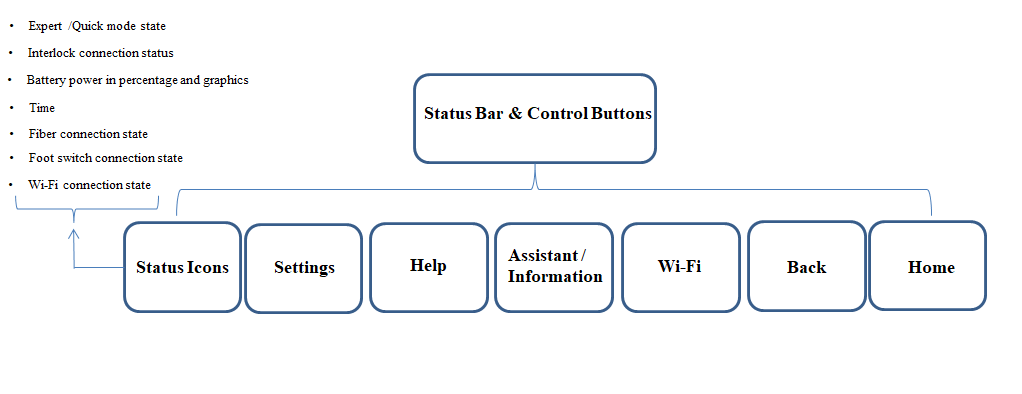 • Expert /Quick mode state
• Interlock connection status
• Battery power in percentage and graphics
• Time
• Fiber connection state
• Foot switch connection state
• Wi-Fi connection state
Status Bar & Control Buttons
Status Icons
Settings
Help
Assistant /
Information
Wi-Fi
Back
Home